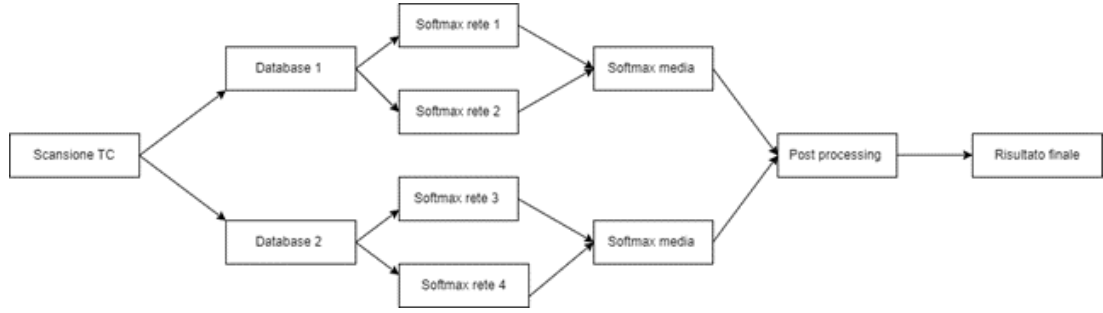 Scansione TC
Database 1
Softmax rete 1
Softmax rete 2
Softmax media
Database 2
Softmax rete 3
Softmax rete 4
Softmax media
Post processing
Risultato finale